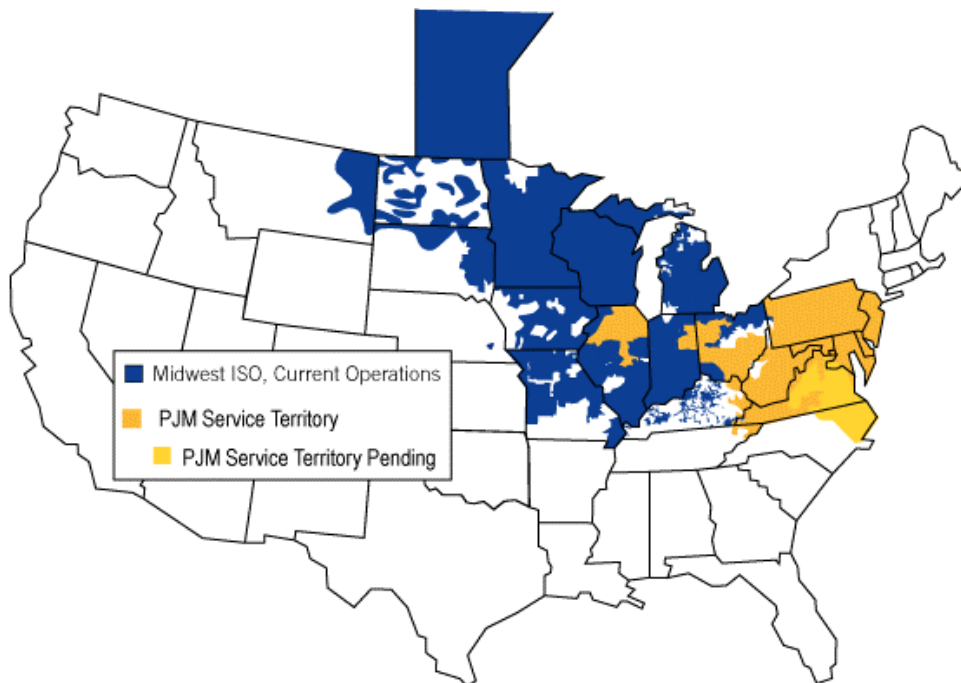 Midwest ISO, Current Operations
PJM Service Territory
PJM Service Territory Pending